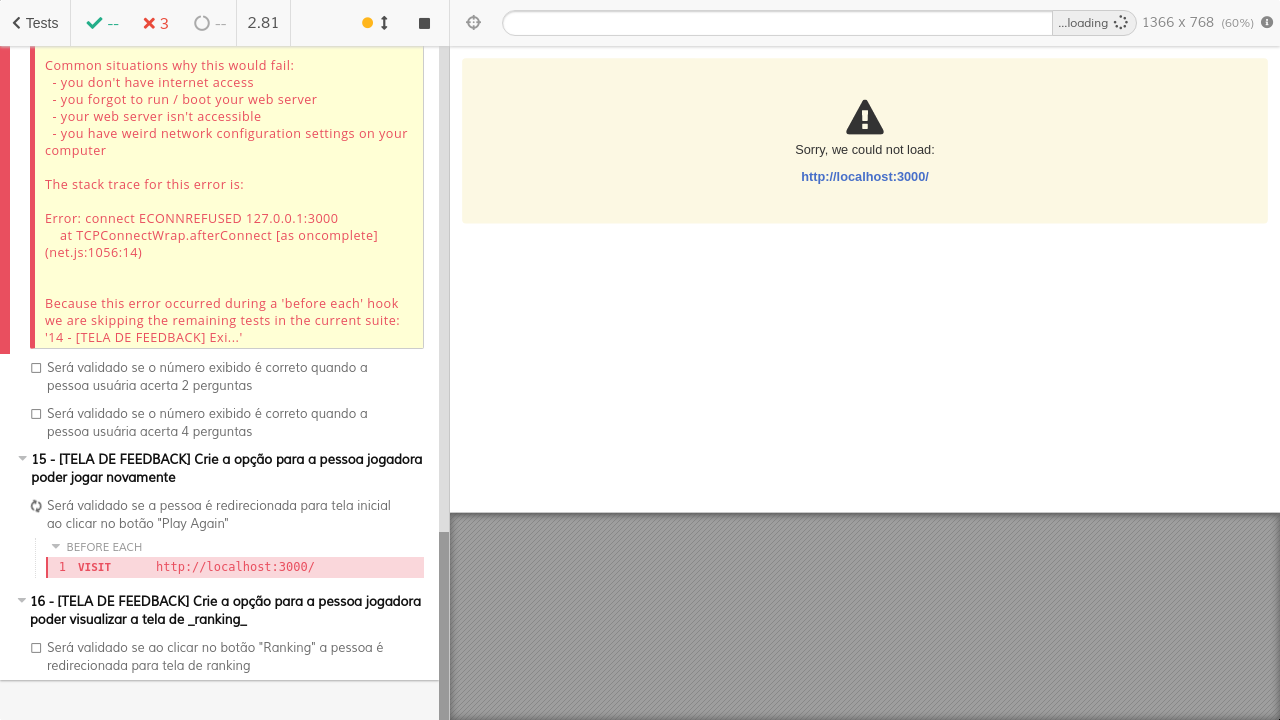 Tests
--
3
--
2.81
...loading
1366 x 768 (60%)
Common situations why this would fail:
- you don't have internet access
- you forgot to run / boot your web server
- your web server isn't accessible
- you have weird network configuration settings on your
computer
The stack trace for this error is:
Error: connect ECONNREFUSED 127.0.0.1:3000
at TCPConnectWrap.afterConnect [as oncomplete]
(net.js:1056:14)
Because this error occurred during a 'before each' hook
we are skipping the remaining tests in the current suite:
'14 - [TELA DE FEEDBACK] Exi...'
Será validado se o número exibido é correto quando a
pessoa usuária acerta 2 perguntas
Será validado se o número exibido é correto quando a
pessoa usuária acerta 4 perguntas
15 - [TELA DE FEEDBACK] Crie a opção para a pessoa jogadora
poder jogar novamente
Será validado se a pessoa é redirecionada para tela inicial
ao clicar no botão "Play Again"
BEFORE EACH
1 VISIT http://localhost:3000/
16 - [TELA DE FEEDBACK] Crie a opção para a pessoa jogadora
poder visualizar a tela de _ranking_
Será validado se ao clicar no botão "Ranking" a pessoa é
redirecionada para tela de ranking
Sorry, we could not load:
http://localhost:3000/